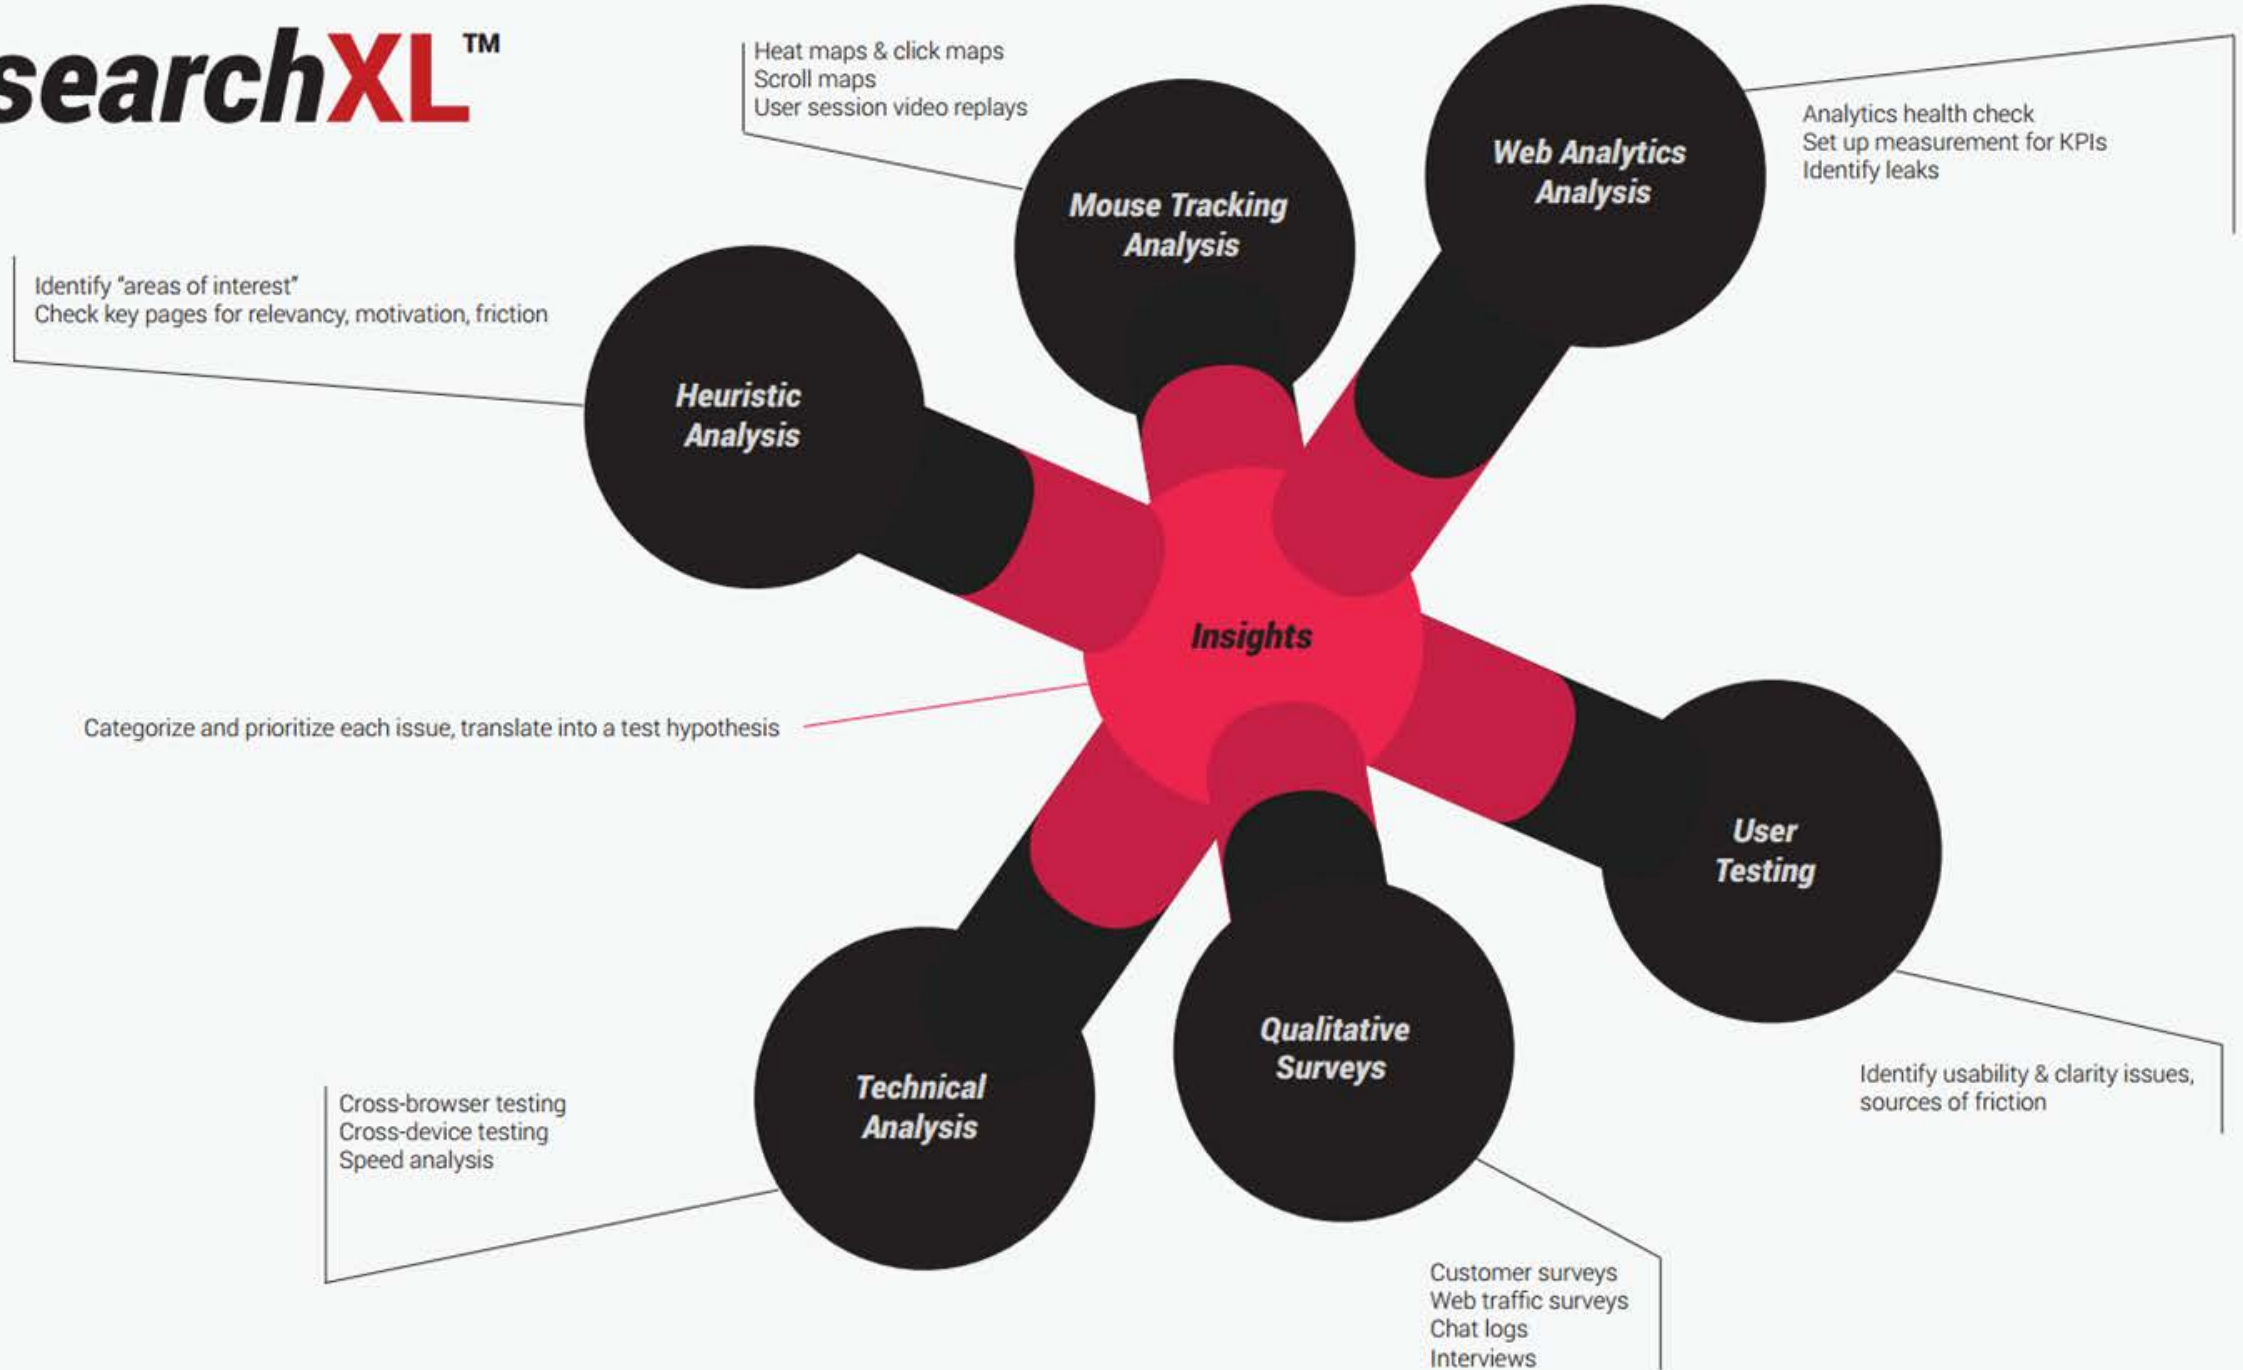 searchXL™
Heat maps & click maps
Scroll maps
User session video replays
Mouse Tracking
Analysis
Web Analytics
Analysis
Analytics health check
Set up measurement for KPIs
Identify leaks
Identify “areas of interest”
Check key pages for relevancy, motivation, friction
Heuristic
Analysis
Insights
Categorize and prioritize each issue, translate into a test hypothesis
User
Testing
Identify usability & clarity issues,
sources of friction
Technical
Analysis
Cross-browser testing
Cross-device testing
Speed analysis
Qualitative
Surveys
Customer surveys
Web traffic surveys
Chat logs
Interviews